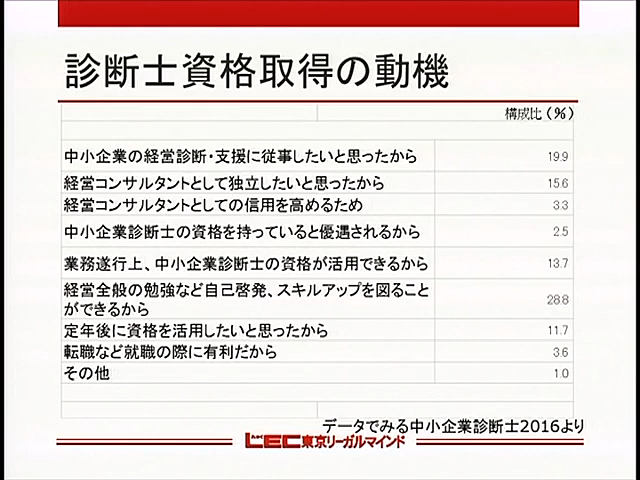 診断士資格取得の動機
構成比（％）
中小企業の経営診断・支援に従事したいと思ったから 19.9
経営コンサルタントとして独立したいと思ったから 15.6
経営コンサルタントとしての信用を高めるため 3.3
中小企業診断士の資格を持っていると優遇されるから 2.5
業務遂行上、中小企業診断士の資格が活用できるから 13.7
経営全般の勉強など自己啓発、スキルアップを図ること
ができるから 28.8
定年後に資格を活用したいと思ったから 11.7
転職など就職の際に有利だから 3.6
その他 1.0
データでみる中小企業診断士2016より
LEC東京リーガルマインド